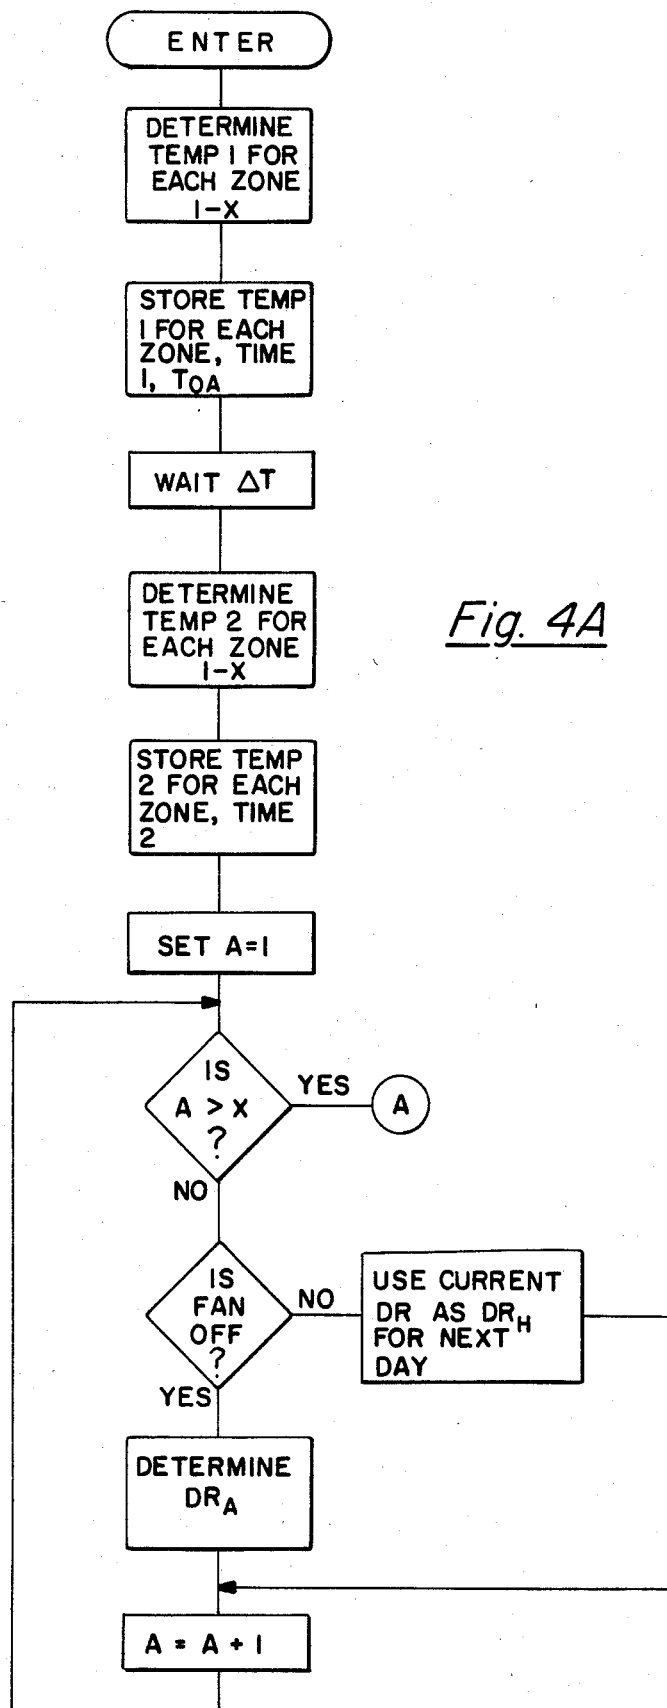 ENTER
DETERMINE
TEMP 1 FOR
EACH ZONE
1-X
STORE TEMP
1 FOR EACH
ZONE, TIME
1, TOA
WAIT ΔT
DETERMINE
TEMP 2 FOR
EACH ZONE
1-X
Fig. 4A
STORE TEMP
2 FOR EACH
ZONE, TIME
2
SET A=1
IS
A > X
?
YES
A
NO
IS
FAN
OFF
?
NO
USE CURRENT
DR AS DRH
FOR NEXT
DAY
YES
DETERMINE
DRA
A = A + 1